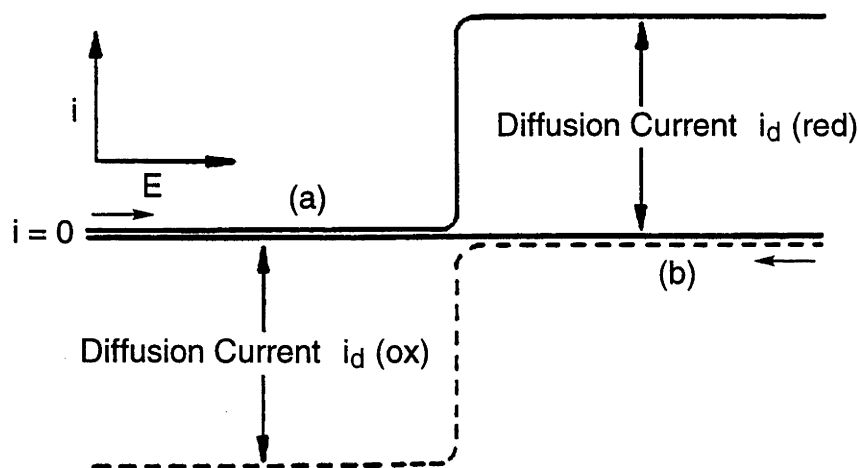 i
Diffusion Current i_d (red)
E
(a)
i = 0
(b)
Diffusion Current i_d (ox)